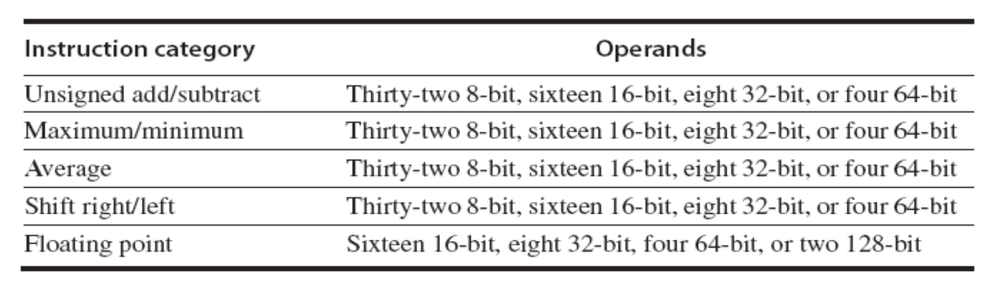 Instruction category Operands
Unsigned add/subtract Thirty-two 8-bit, sixteen 16-bit, eight 32-bit, or four 64-bit
Maximum/minimum Thirty-two 8-bit, sixteen 16-bit, eight 32-bit, or four 64-bit
Average Thirty-two 8-bit, sixteen 16-bit, eight 32-bit, or four 64-bit
Shift right/left Thirty-two 8-bit, sixteen 16-bit, eight 32-bit, or four 64-bit
Floating point Sixteen 16-bit, eight 32-bit, four 64-bit, or two 128-bit